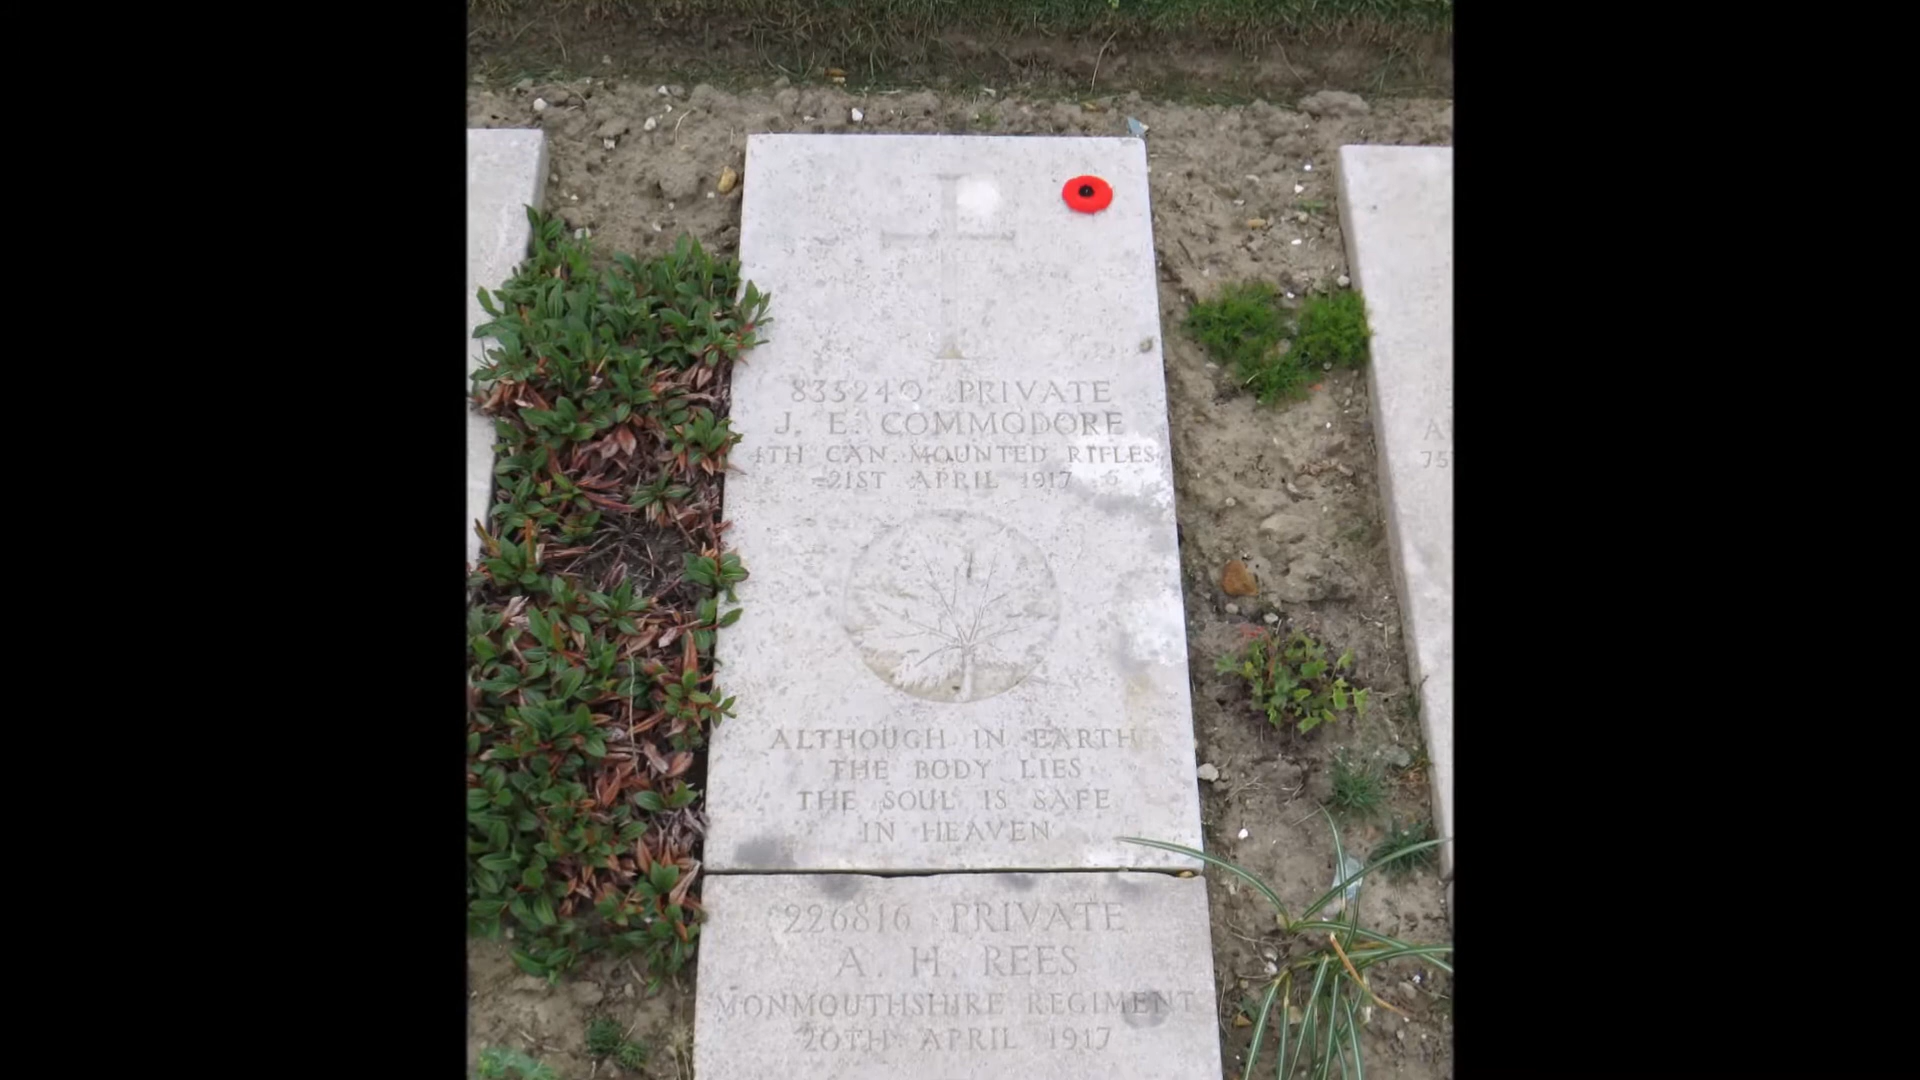 835240 PRIVATE
J. E. COMMODORE
4TH CAN. MOUNTED RIFLES
21ST APRIL 1917
ALTHOUGH IN EARTH
THE BODY LIES
THE SOUL IS SAFE
IN HEAVEN
226816 PRIVATE
A. H. REES
MONMOUTHSHIRE REGIMENT
20TH APRIL 1917